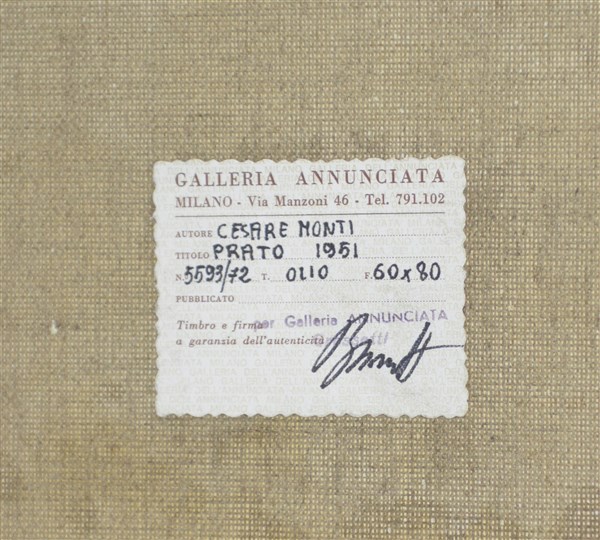 GALLERIA ANNUNCIATA
MILANO - Via Manzoni 46 - Tel. 791.102
AUTORE CESARE MONTI
TITOLO PRATO 1951
N. 5593/72 T. OLIO F. 60x80
PUBBLICATO
per Galleria ANNUNCIATA
Timbro e firma
a garanzia dell'autenticità